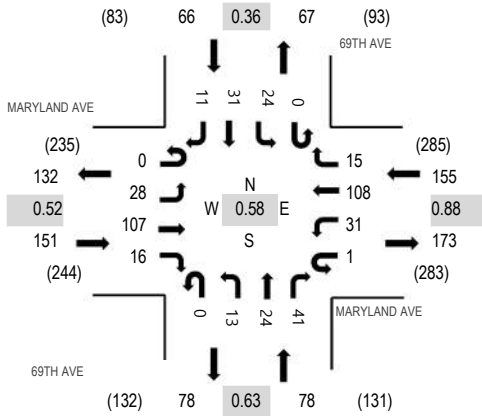 (83) 66 0.36 67 (93)
69TH AVE
11 31 24 0
MARYLAND AVE
(235) (285)
0 15
132 155
28 N 108
0.52 W 0.58 E 0.88
107 31
151 S 173
16 1
(244) (283)
0 13 24 41
MARYLAND AVE
69TH AVE
(132) 78 0.63 78 (131)